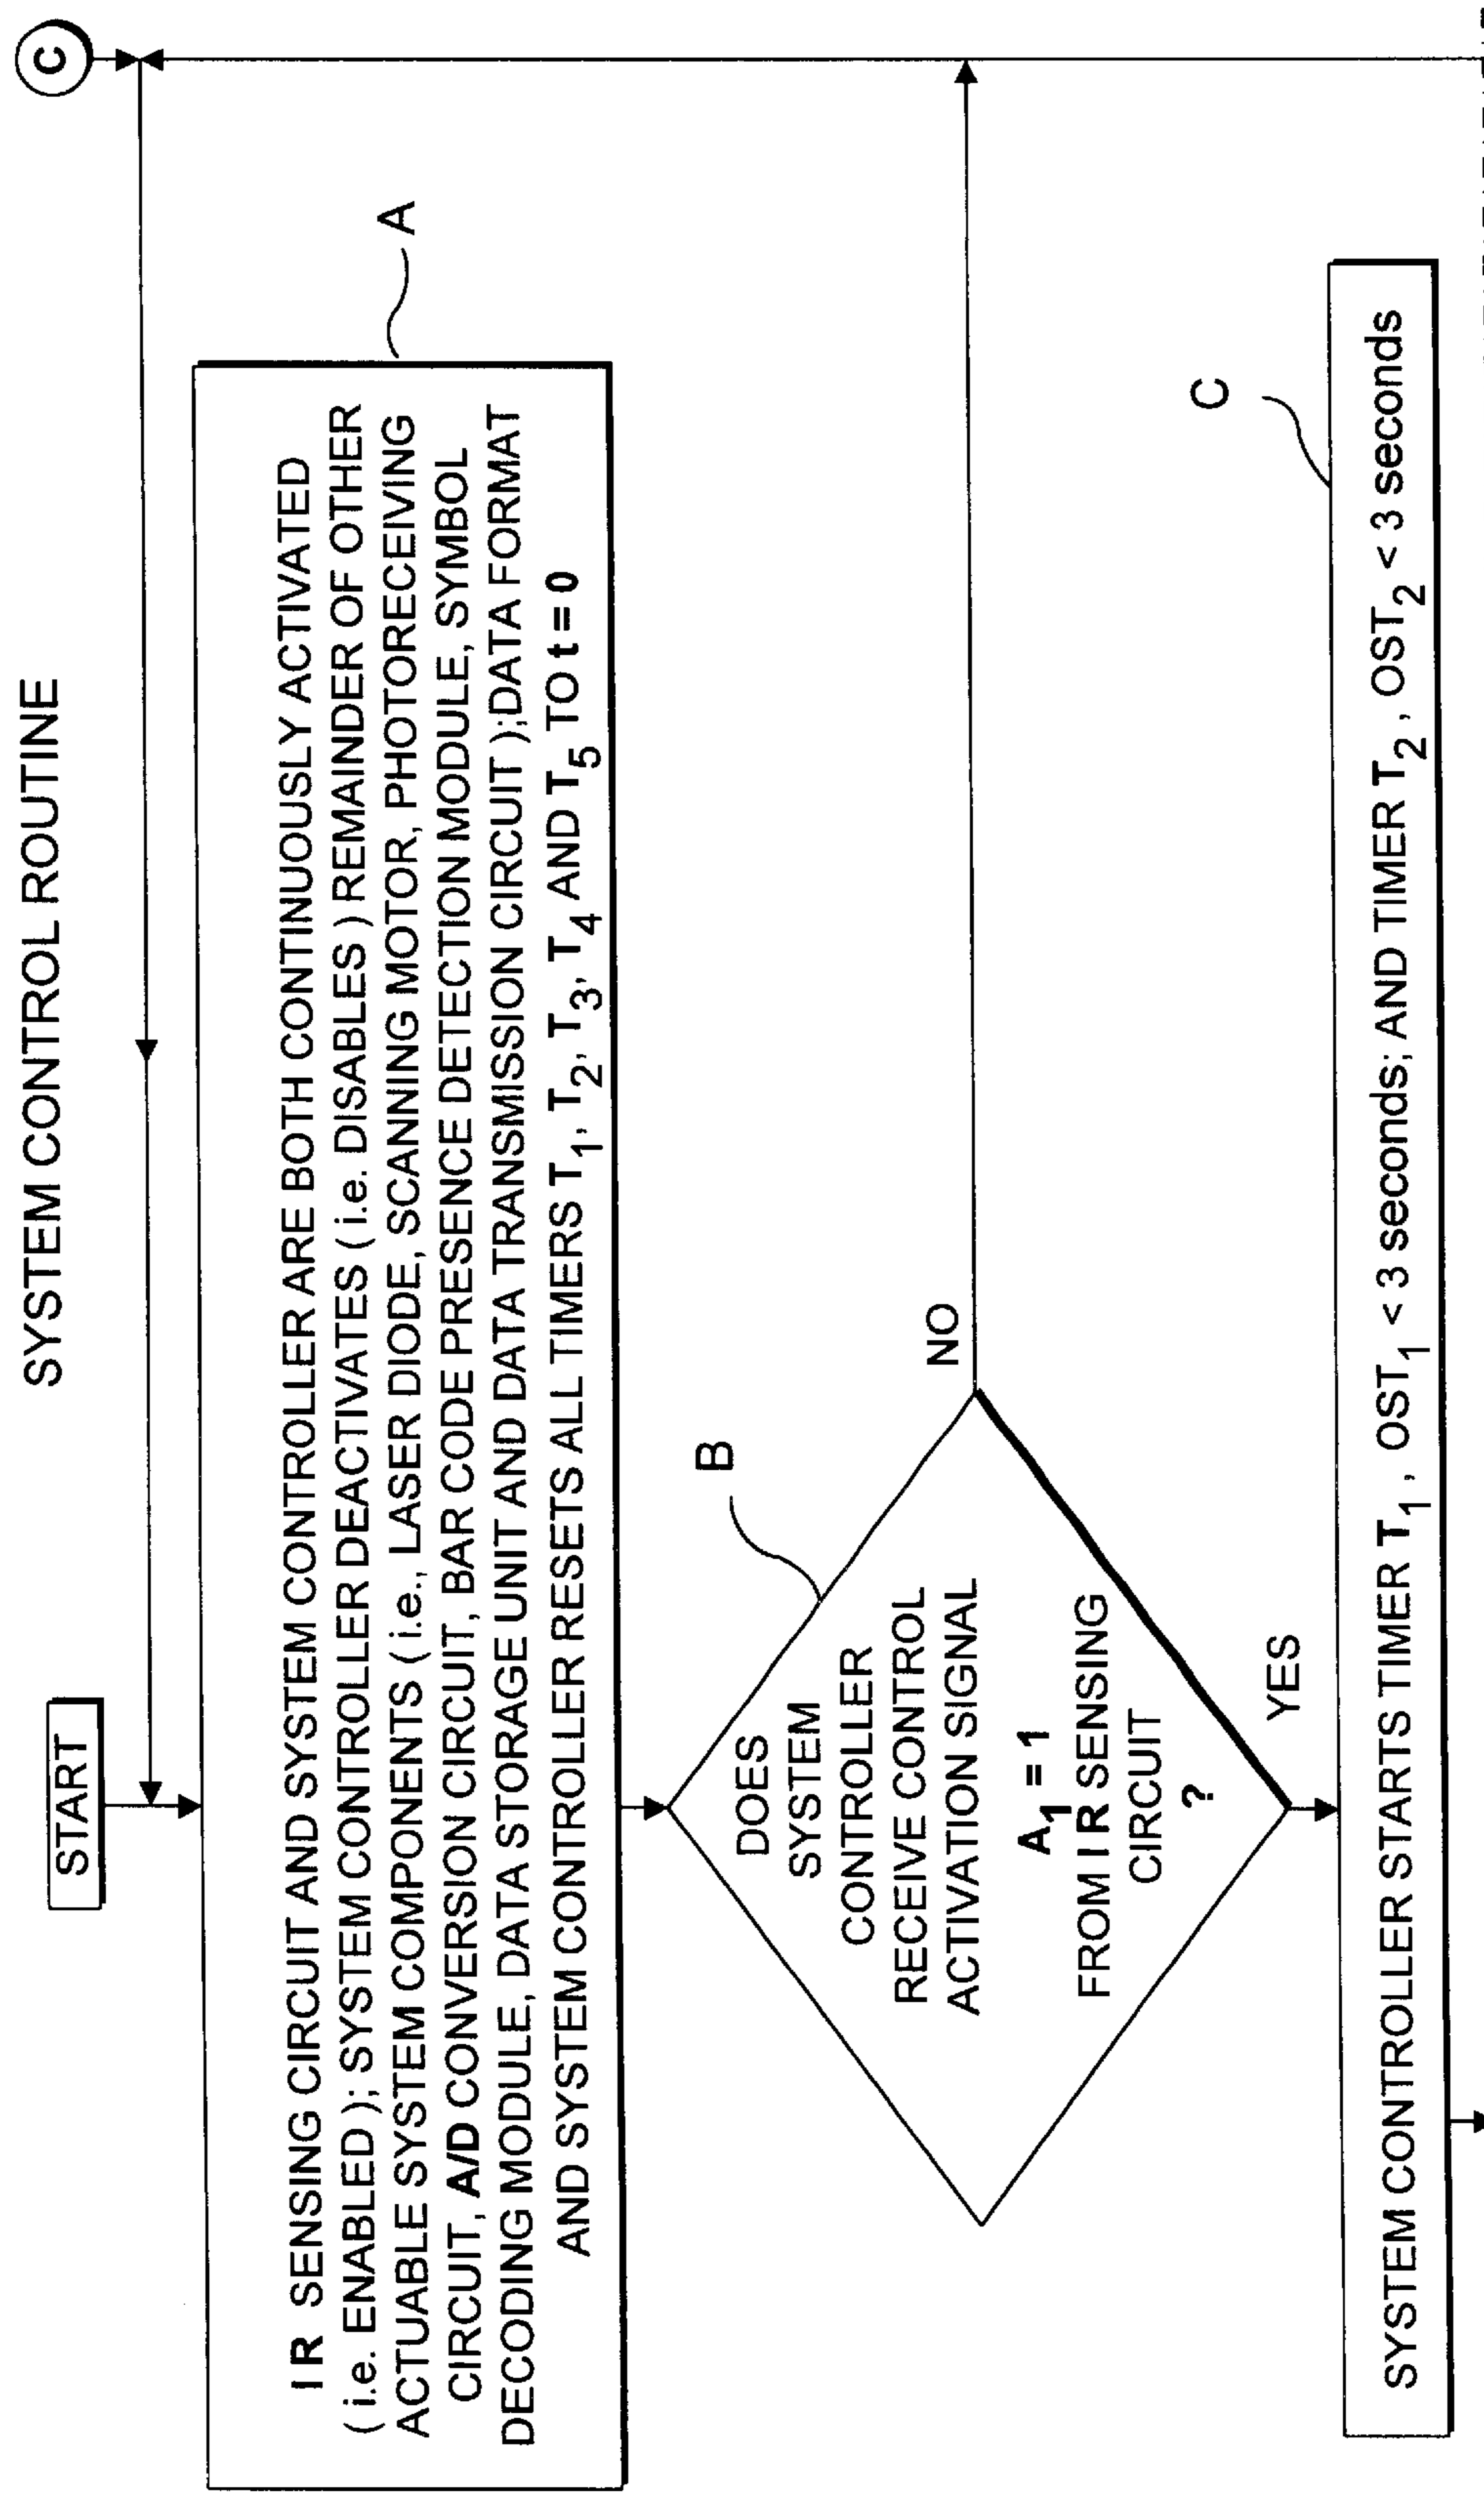 SYSTEM CONTROL ROUTINE
C
START
A
I R SENSING CIRCUIT AND SYSTEM CONTROLLER ARE BOTH CONTINUOUSLY ACTIVATED
( i.e. ENABLED ); SYSTEM CONTROLLER DEACTIVATES ( i.e. DISABLES ) REMAINDER OF OTHER
ACTUABLE SYSTEM COMPONENTS ( i.e., LASER DIODE, SCANNING MOTOR, PHOTORECEIVING
CIRCUIT, A/D CONVERSION CIRCUIT, BAR CODE PRESENCE DETECTION MODULE, SYMBOL
DECODING MODULE, DATA STORAGE UNIT AND DATA TRANSMISSION CIRCUIT );DATA FORMAT
AND SYSTEM CONTROLLER RESETS ALL TIMERS T₁, T₂, T₃, T₄ AND T₅ TO t = 0
B
DOES
SYSTEM
CONTROLLER
RECEIVE CONTROL
ACTIVATION SIGNAL
A₁ = 1
FROM I R SENSING
CIRCUIT
?
NO
YES
C
SYSTEM CONTROLLER STARTS TIMER T₁, OST₁ < 3 seconds; AND TIMER T₂, OST₂ < 3 seconds